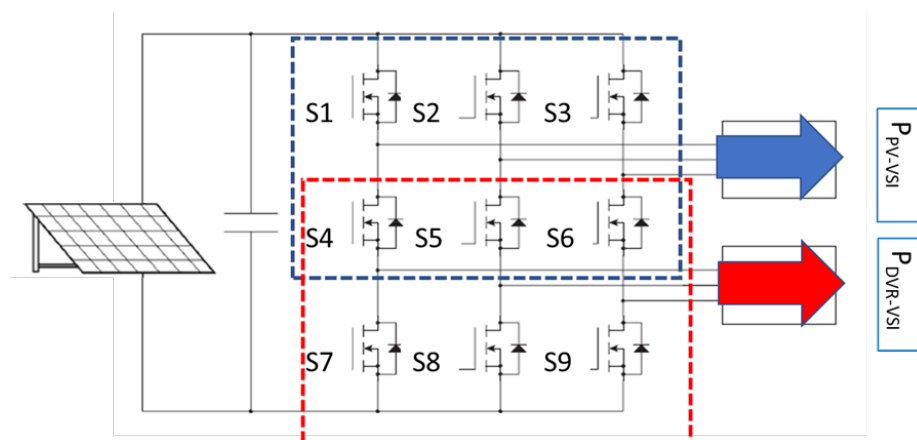 S1 S2 S3
P_PV-VSI
S4 S5 S6
P_DVR-VSI
S7 S8 S9